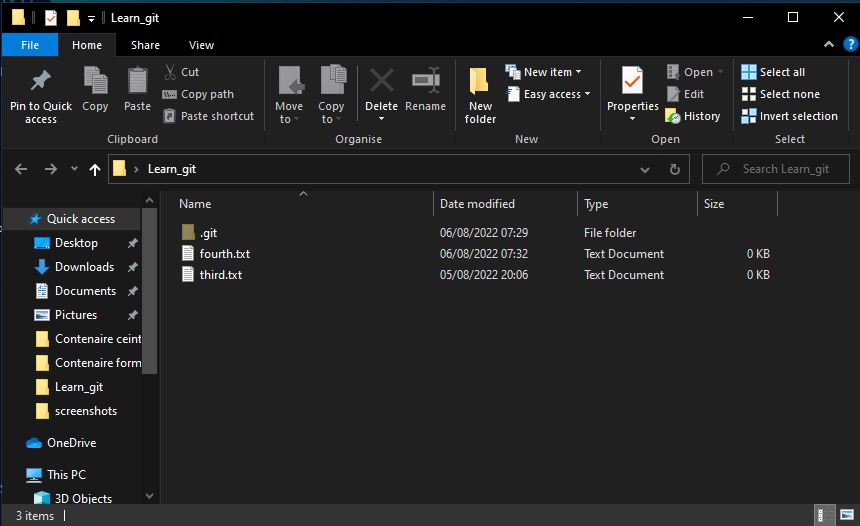 Learn_git
File Home Share View
Pin to Quick access
Copy
Paste
Cut
Copy path
Paste shortcut
Clipboard
Move to
Copy to
Delete
Rename
Organise
New folder
New item
Easy access
New
Properties
Open
Edit
History
Open
Select all
Select none
Invert selection
Select
Learn_git
Search Learn_git
Quick access
Desktop
Downloads
Documents
Pictures
Contenaire ceint
Contenaire form
Learn_git
screenshots
OneDrive
This PC
3D Objects
Name Date modified Type Size
.git 06/08/2022 07:29 File folder
fourth.txt 06/08/2022 07:32 Text Document 0 KB
third.txt 05/08/2022 20:06 Text Document 0 KB
3 items